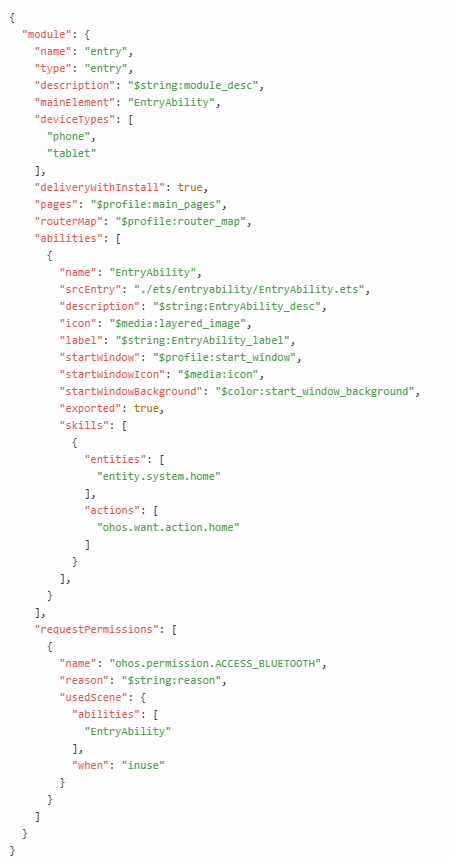 {
  "module": {
    "name": "entry",
    "type": "entry",
    "description": "$string:module_desc",
    "mainElement": "EntryAbility",
    "deviceTypes": [
      "phone",
      "tablet"
    ],
    "deliveryWithInstall": true,
    "pages": "$profile:main_pages",
    "routerMap": "$profile:router_map",
    "abilities": [
      {
        "name": "EntryAbility",
        "srcEntry": "./ets/entryability/EntryAbility.ets",
        "description": "$string:EntryAbility_desc",
        "icon": "$media:layered_image",
        "label": "$string:EntryAbility_label",
        "startWindow": "$profile:start_window",
        "startWindowIcon": "$media:icon",
        "startWindowBackground": "$color:start_window_background",
        "exported": true,
        "skills": [
          {
            "entities": [
              "entity.system.home"
            ],
            "actions": [
              "ohos.want.action.home"
            ]
          }
        ],
      }
    ],
    "requestPermissions": [
      {
        "name": "ohos.permission.ACCESS_BLUETOOTH",
        "reason": "$string:reason",
        "usedScene": {
          "abilities": [
            "EntryAbility"
          ],
          "when": "inuse"
        }
      }
    ]
  }
}